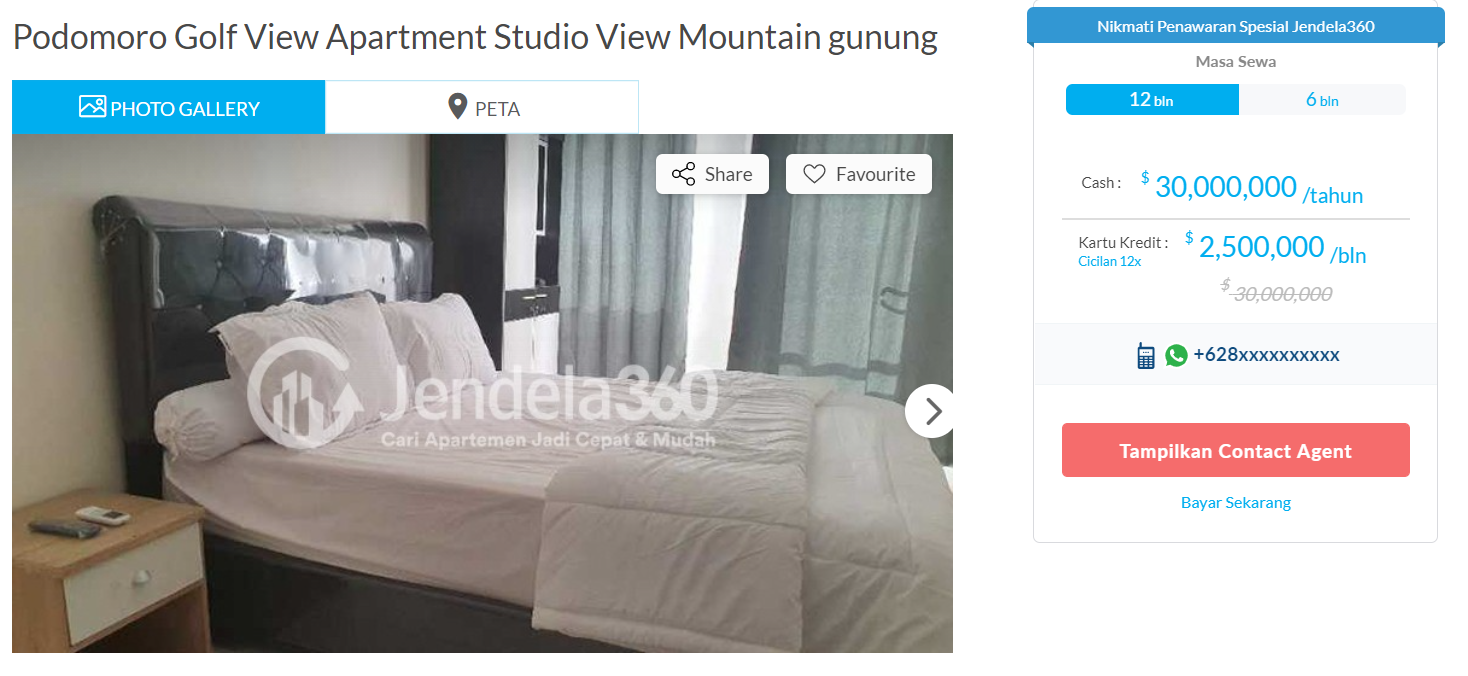 Podomoro Golf View Apartment Studio View Mountain gunung
PHOTO GALLERY
PETA
Share
Favourite
Jendela360
Cari Apartemen Jadi Cepat & Mudah
Nikmati Penawaran Spesial Jendela360
Masa Sewa
12 bln
6 bln
Cash : $ 30,000,000 /tahun
Kartu Kredit : $ 2,500,000 /bln
Cicilan 12x
$ 30,000,000
+628xxxxxxxxxx
Tampilkan Contact Agent
Bayar Sekarang